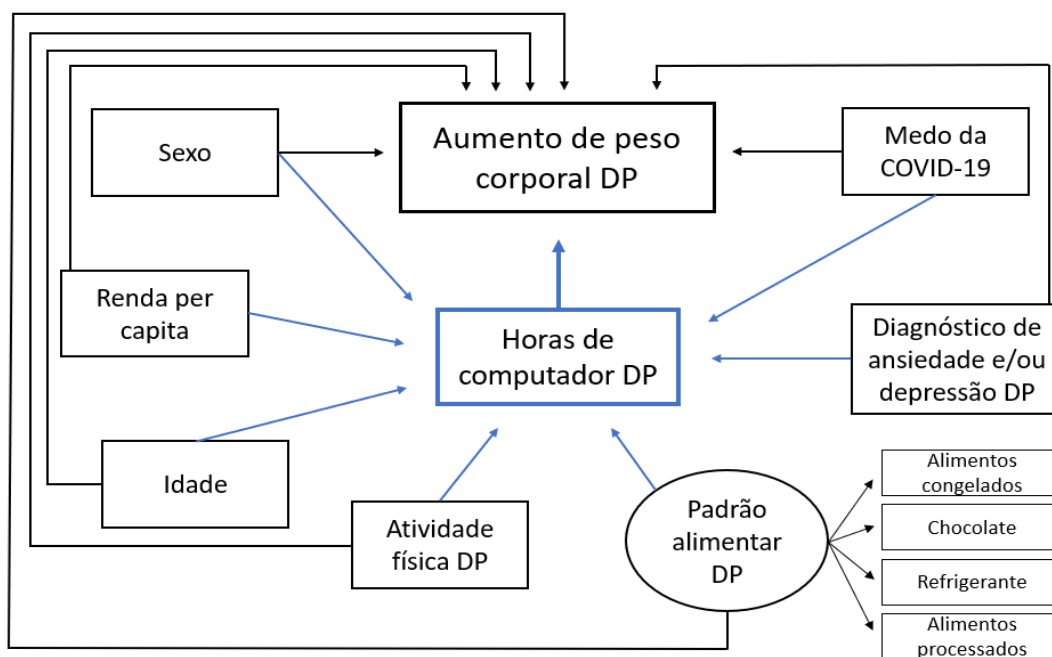 Aumento de peso
corporal DP
Sexo
Medo da
COVID-19
Renda per
capita
Horas de
computador DP
Diagnóstico de
ansiedade e/ou
depressão DP
Idade
Atividade
física DP
Padrão
alimentar
DP
Alimentos
congelados
Chocolate
Refrigerante
Alimentos
processados